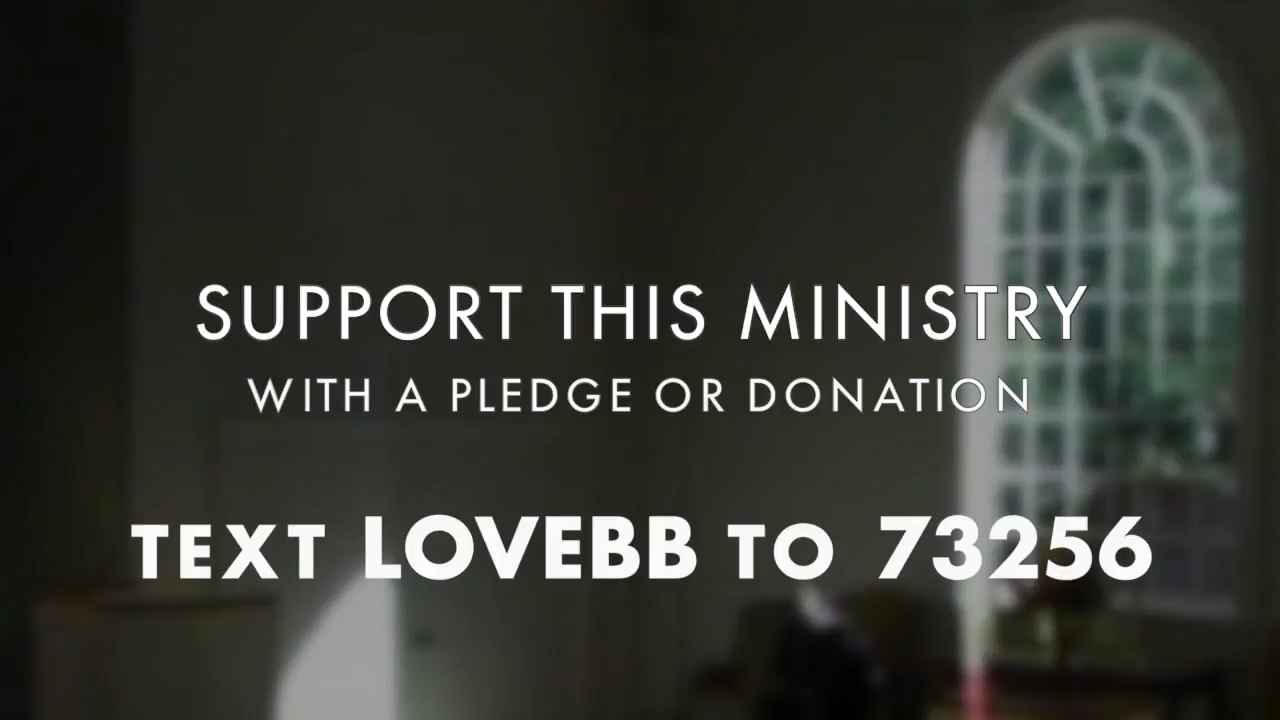 SUPPORT THIS MINISTRY
WITH A PLEDGE OR DONATION
TEXT LOVEBB TO 73256